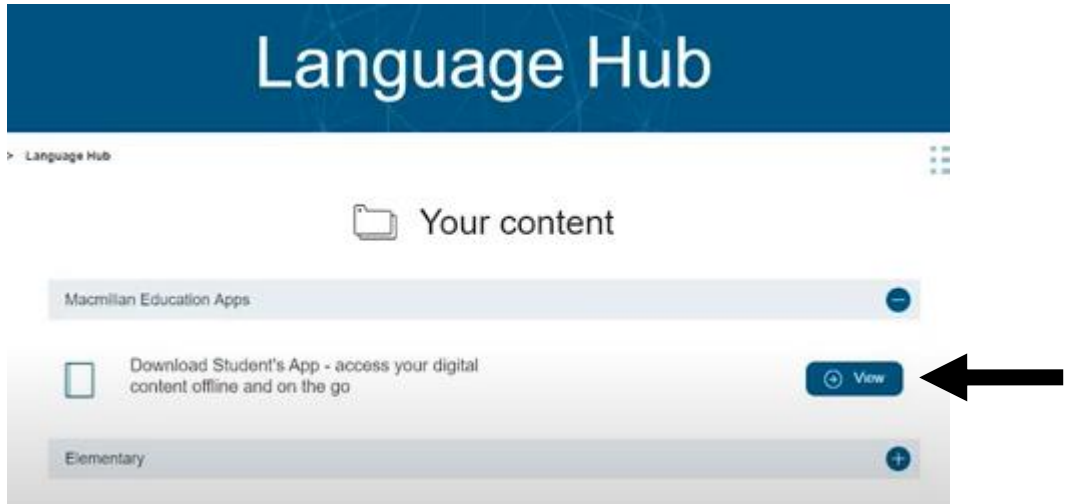 Language Hub
> Language Hub
Your content
Macmillan Education Apps
Download Student's App - access your digital
content offline and on the go
View
Elementary